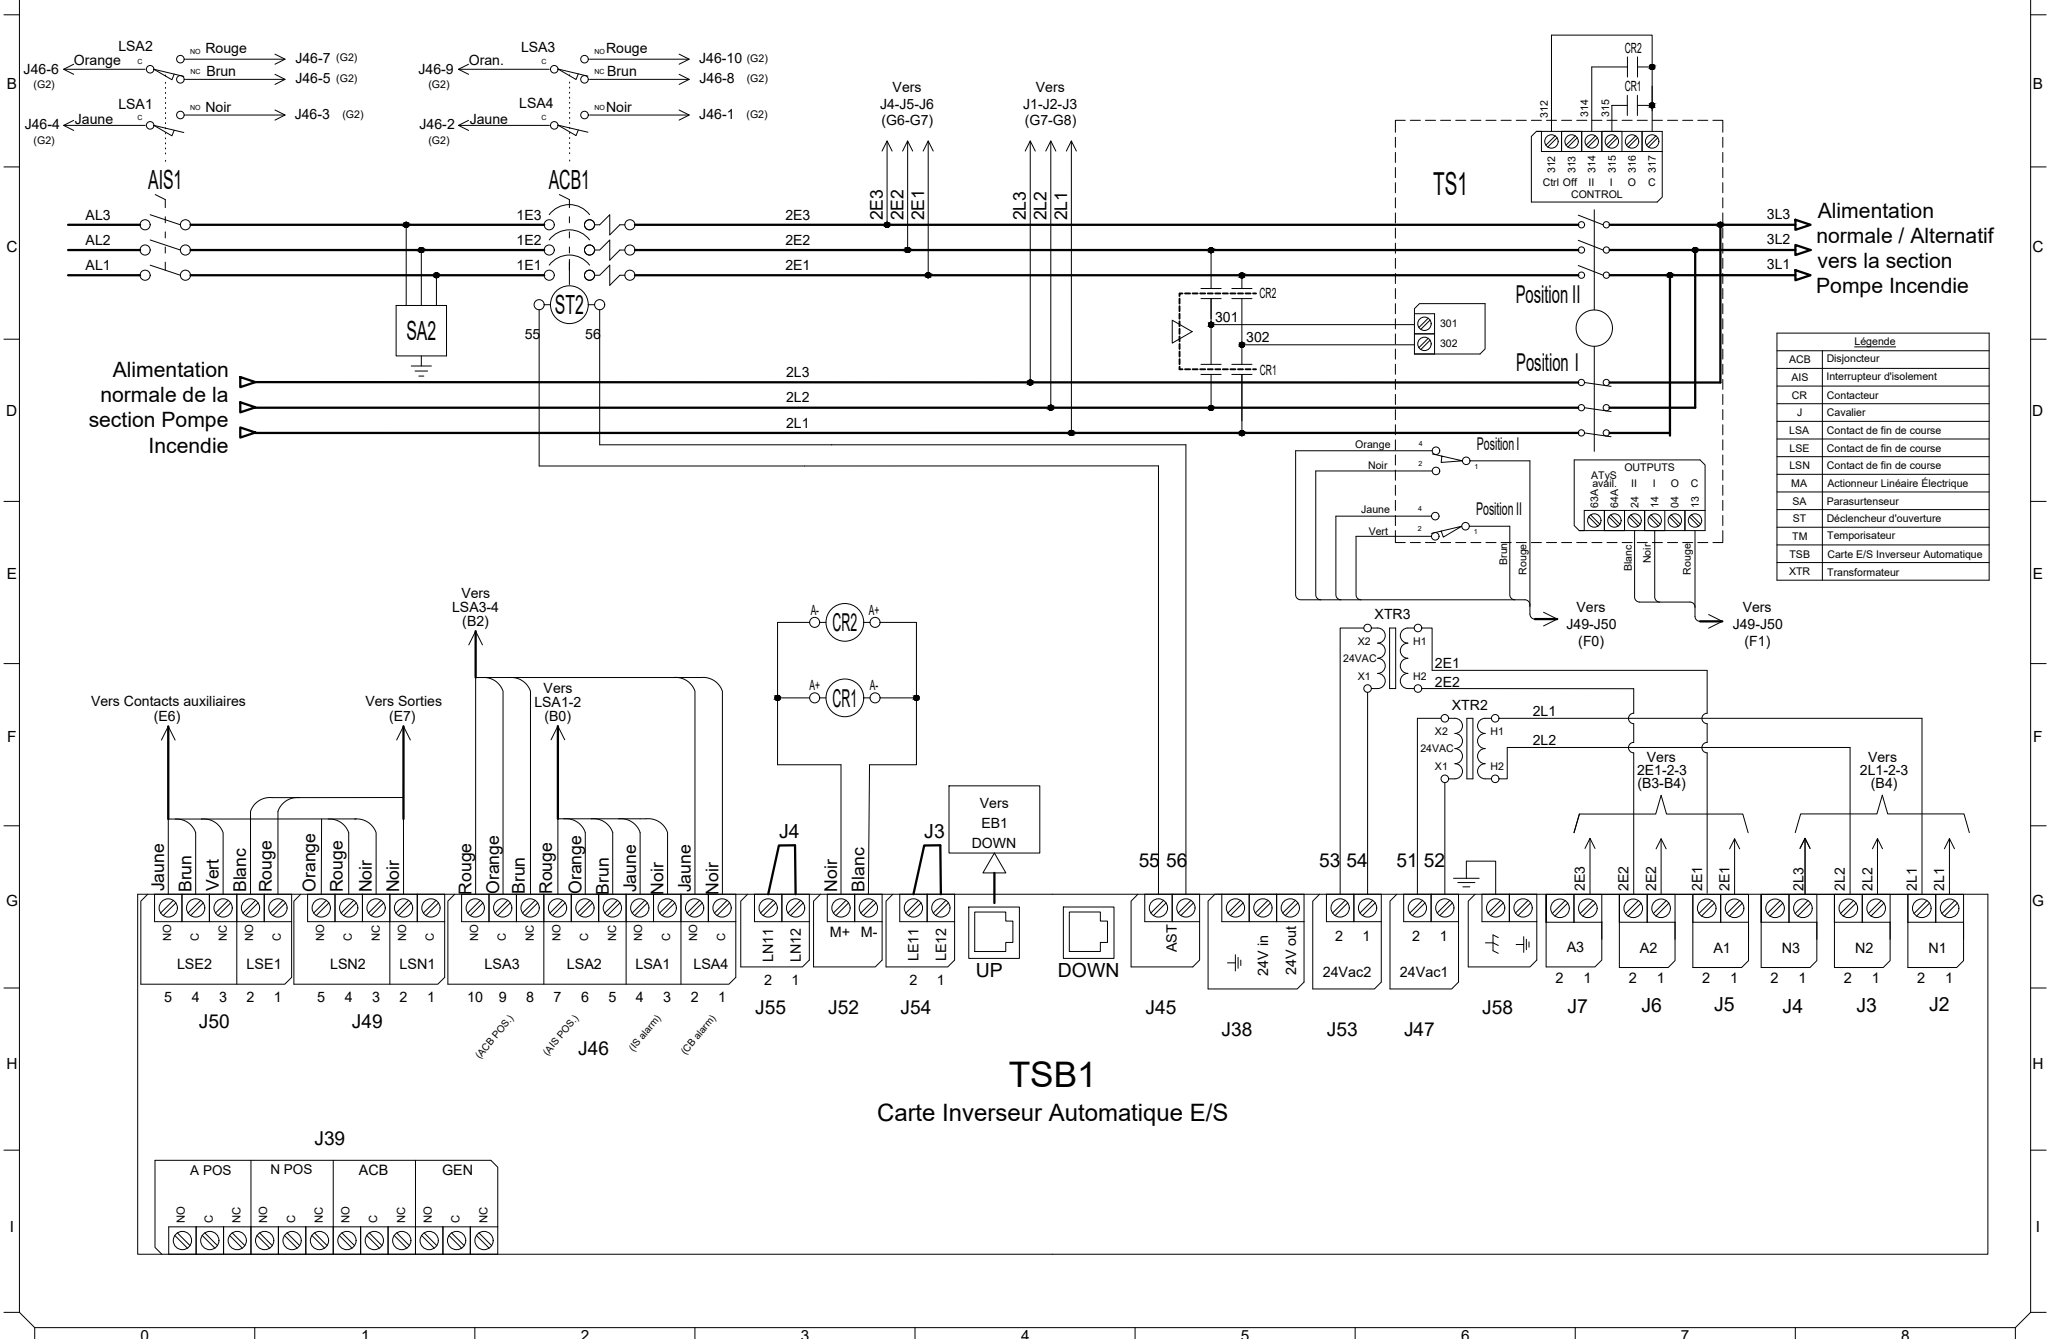 LSA2
NO Rouge
J46-7 (G2)
J46-6
(G2)
Orange
C
NC Brun
J46-5 (G2)
LSA1
NO Noir
J46-3 (G2)
J46-4
(G2)
Jaune
C
AIS1
LSA3
NO Rouge
J46-10 (G2)
J46-9
(G2)
Oran.
C
NC Brun
J46-8 (G2)
LSA4
NO Noir
J46-1 (G2)
J46-2
(G2)
Jaune
C
ACB1
Vers
J4-J5-J6
(G6-G7)
2E3
2E2
2E1
Vers
J1-J2-J3
(G7-G8)
2L3
2L2
2L1
CR2
CR1
312
314
315
312
313
314
315
316
317
Ctrl Off II I O C
CONTROL
TS1
AL3
AL2
AL1
1E3
1E2
1E1
2E3
2E2
2E1
3L3
3L2
3L1
Alimentation
normale / Alternatif
vers la section
Pompe Incendie
SA2
ST2
55
56
CR2
301
302
CR1
301
302
Position II
Position I
Alimentation
normale de la
section Pompe
Incendie
2L3
2L2
2L1
Légende
ACB Disjoncteur
AIS Interrupteur d'isolement
CR Contacteur
J Cavalier
LSA Contact de fin de course
LSE Contact de fin de course
LSN Contact de fin de course
MA Actionneur Linéaire Électrique
SA Parasurtenseur
ST Déclencheur d'ouverture
TM Temporisateur
TSB Carte E/S Inverseur Automatique
XTR Transformateur
Orange
4
Position I
Noir
2
1
Jaune
4
Position II
Vert
2
1
Brun
Rouge
OUTPUTS
ATyS
avail.
II I O C
63A
64A
24
14
04
13
Blanc
Noir
Rouge
Vers
J49-J50
(F0)
Vers
J49-J50
(F1)
Vers
LSA3-4
(B2)
A-
CR2
A+
A+
CR1
A-
XTR3
X2
24VAC
X1
H1
H2
2E1
2E2
XTR2
X2
24VAC
X1
H1
H2
2L1
2L2
Vers Contacts auxiliaires
(E6)
Vers Sorties
(E7)
Vers
LSA1-2
(B0)
Vers
2E1-2-3
(B3-B4)
Vers
2L1-2-3
(B4)
Vers
EB1
DOWN
J4
J3
Jaune
Brun
Vert
Blanc
Rouge
Orange
Rouge
Noir
Noir
Rouge
Orange
Brun
Rouge
Orange
Brun
Jaune
Noir
Jaune
Noir
Noir
Blanc
55 56
53 54
51 52
2E3
2E2
2E2
2E1
2E1
2L3
2L2
2L2
2L1
2L1
NO C NC
LSE2
NO C
LSE1
NO C NC
LSN2
NO C
LSN1
NO C NC
LSA3
NO C NC
LSA2
NO C
LSA1
NO C
LSA4
LN11
LN12
M+ M-
LE11
LE12
UP
DOWN
AST
24V in
24V out
2 1
24Vac2
2 1
24Vac1
A3
A2
A1
N3
N2
N1
5 4 3 2 1
J50
5 4 3 2 1
J49
10 9 8 7 6 5 4 3 2 1
(ACB POS.)
(AIS POS.)
J46
(IS alarm)
(CB alarm)
2 1
J55
J52
2 1
J54
J45
J38
J53
J47
J58
2 1
J7
2 1
J6
2 1
J5
2 1
J4
2 1
J3
2 1
J2
TSB1
Carte Inverseur Automatique E/S
J39
A POS
N POS
ACB
GEN
NO C NC
NO C NC
NO C NC
NO C NC
B
C
D
E
F
G
H
I
B
C
D
E
F
G
H
I
0 1 2 3 4 5 6 7 8